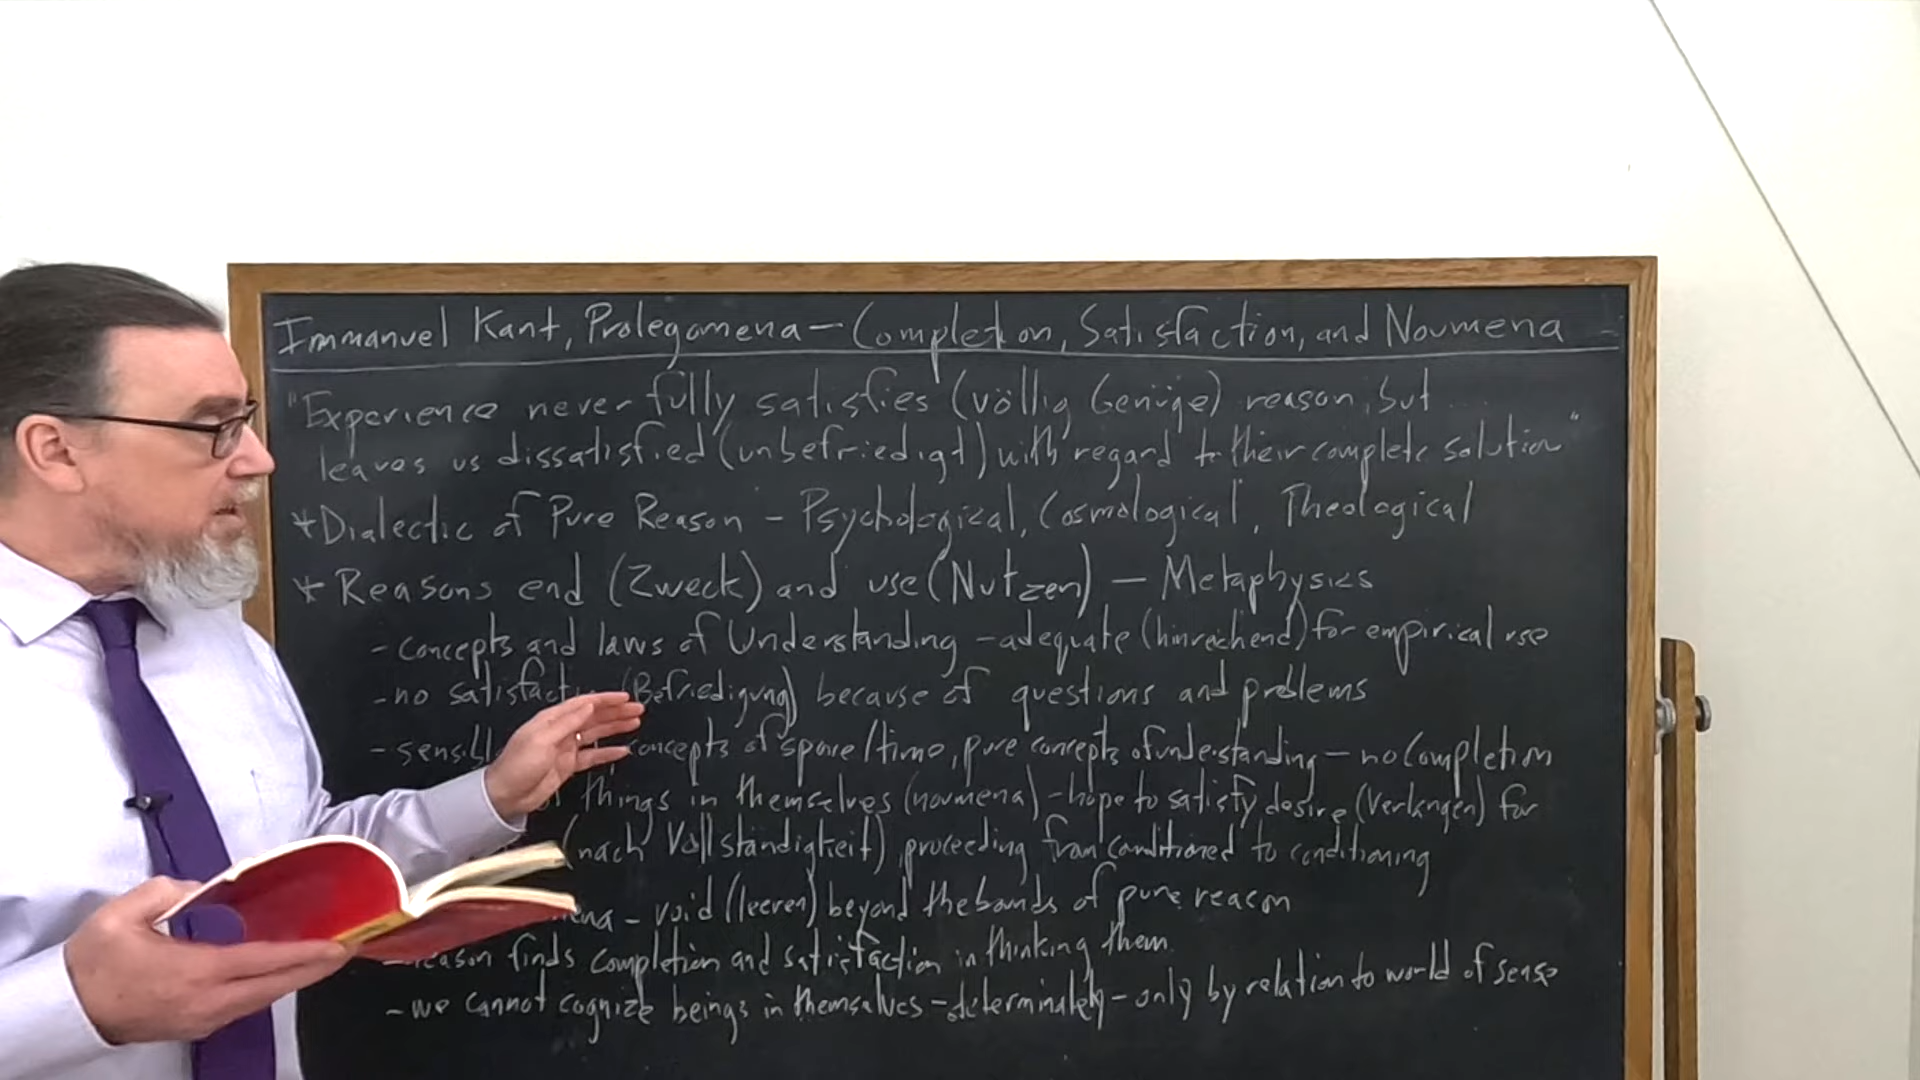 Immanuel Kant, Prolegomena — Completion, Satisfaction, and Noumena
"Experience never fully satisfies (völlig Genüge) reason, but
leaves us dissatisfied (unbefriedigt) with regard to their complete solution"
* Dialectic of Pure Reason - Psychological, Cosmological, Theological
* Reasons end (Zweck) and use (Nutzen) — Metaphysics
- concepts and laws of Understanding - adequate (hinreichend) for empirical use
- no (Befriedigung) because of questions and problems
- concepts of space/time, pure concepts of understanding — no completion
things in themselves (noumena) - hope to satisfy desire (Verlangen) for
(nach Vollständigkeit), proceeding from conditioned to conditioning
- void (leeren) beyond the bounds of pure reason
- reason finds completion and satisfaction in thinking them
- we cannot cognize beings in themselves - determinately - only by relation to world of sense